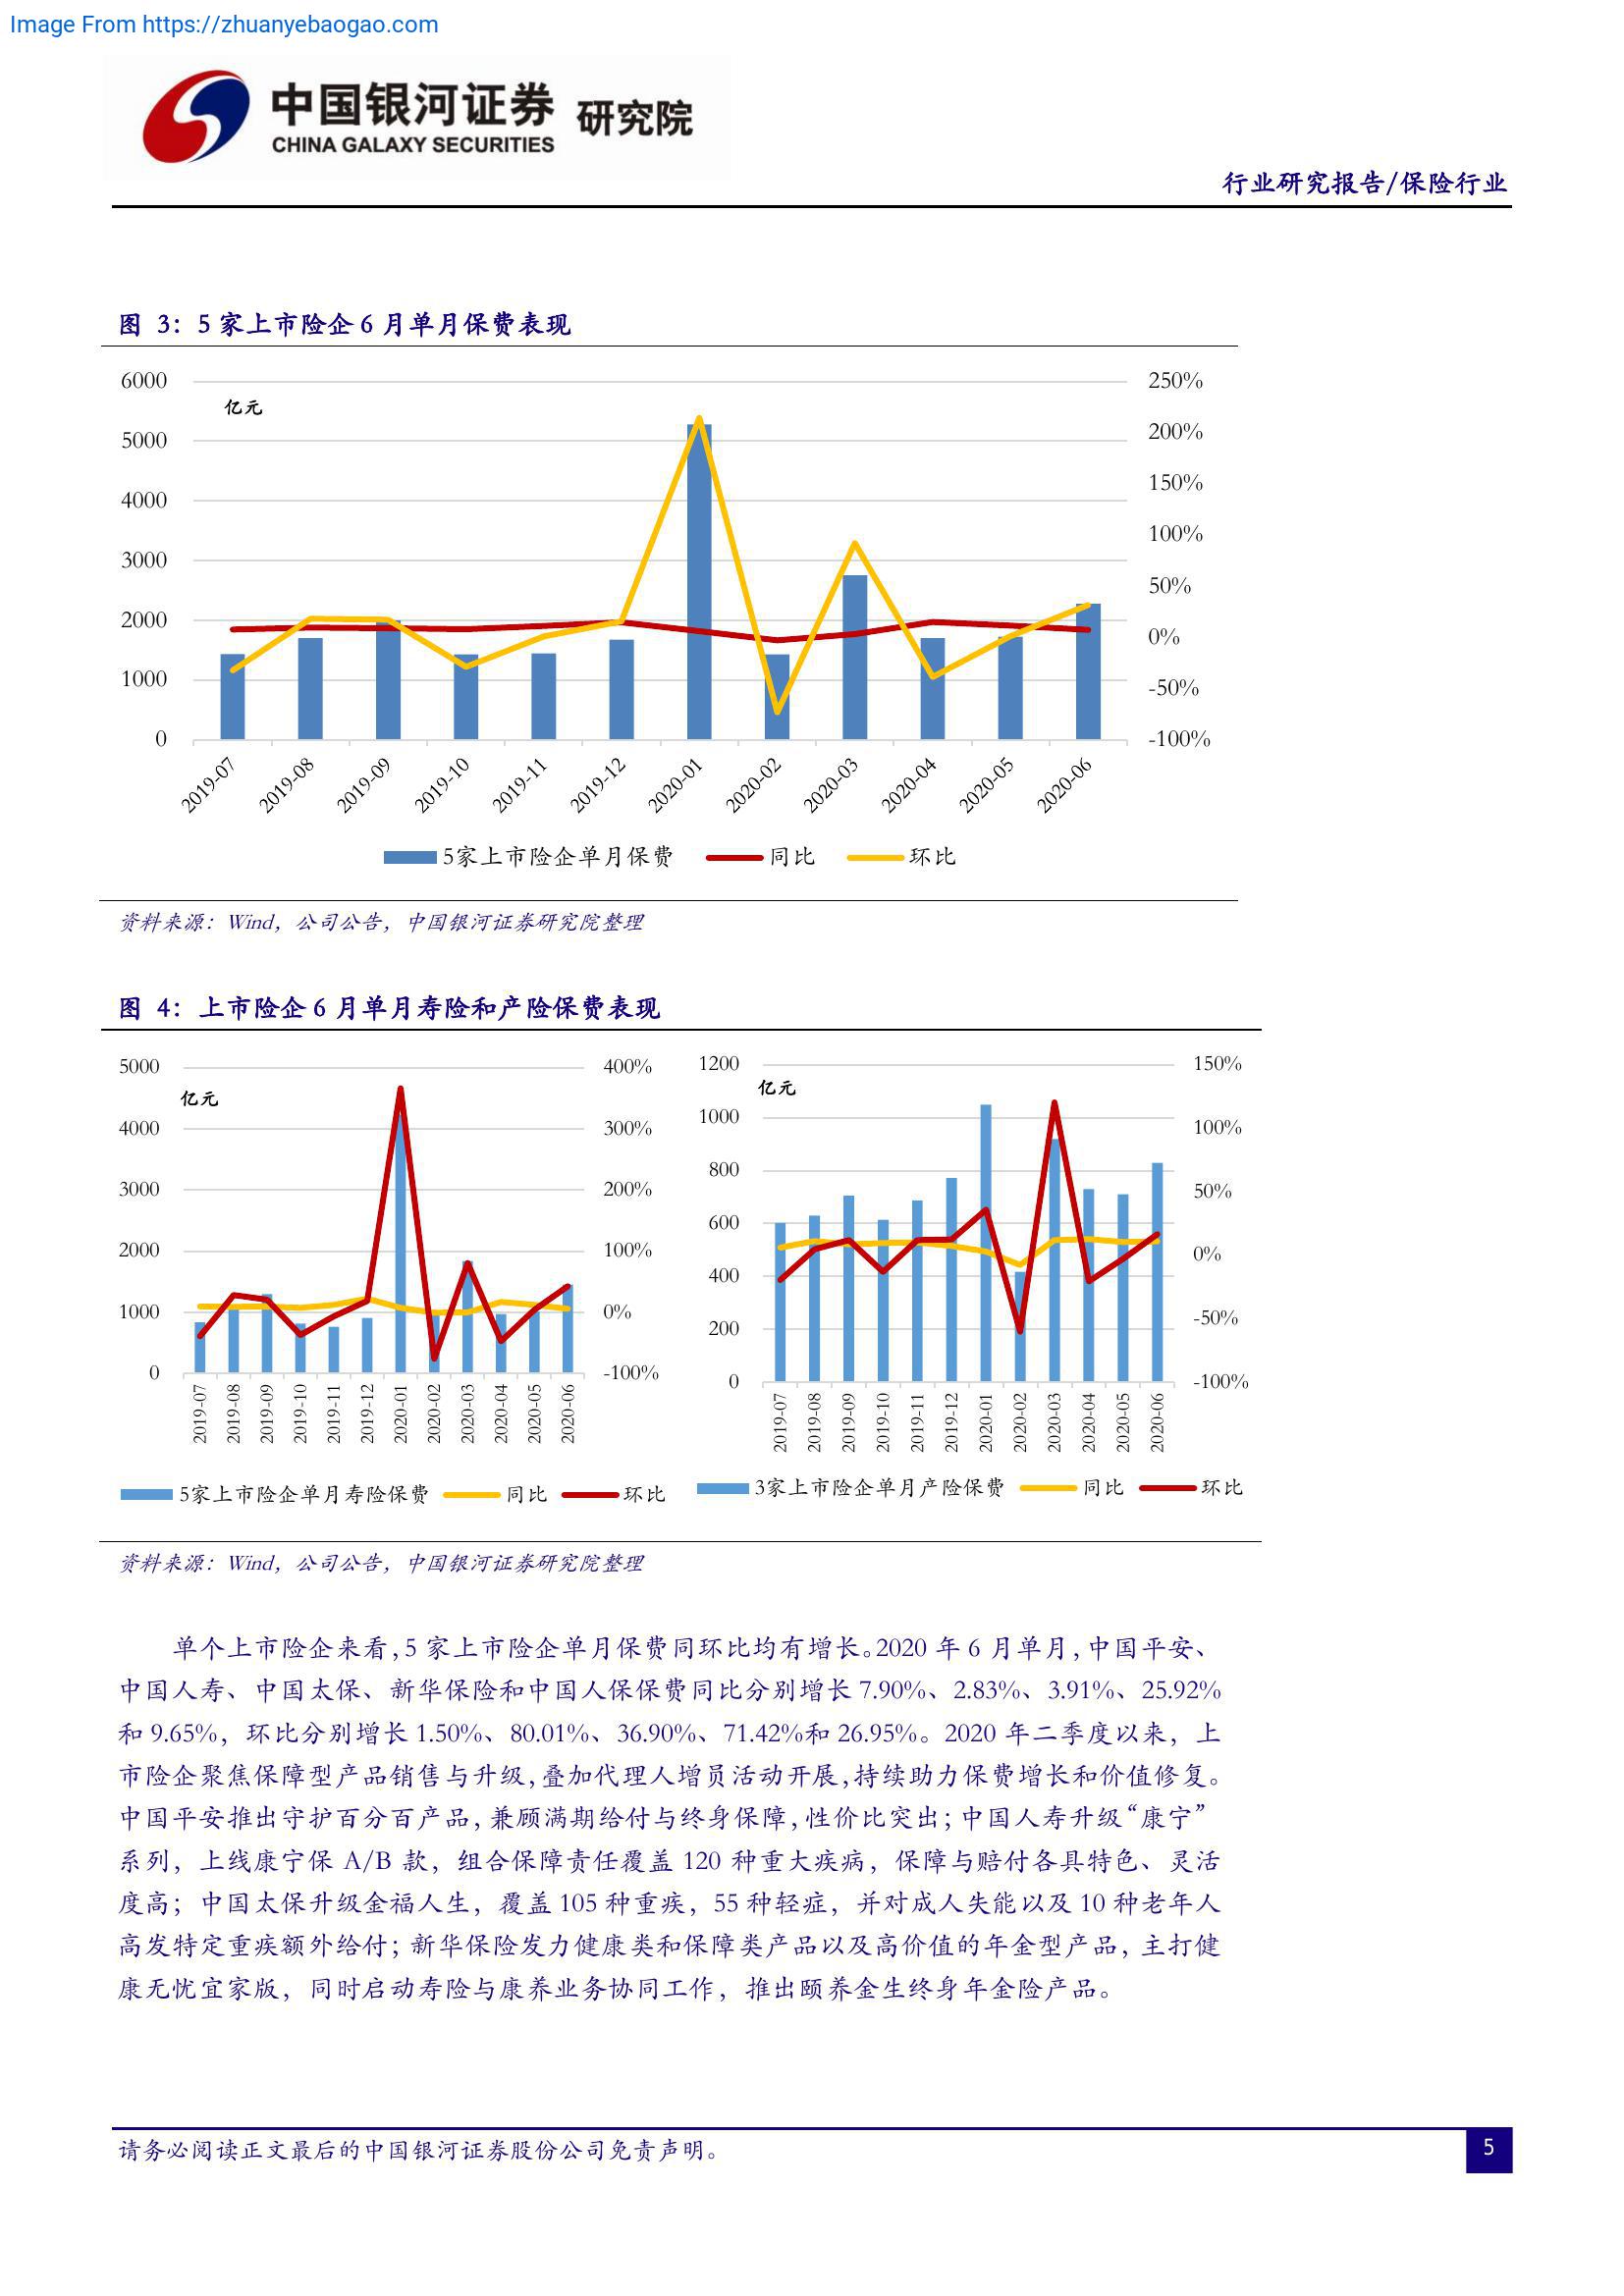 Image From https://zhuanyebaogao.com
中国银河证券 研究院
CHINA GALAXY SECURITIES
行业研究报告/保险行业
图 3：5 家上市险企 6 月单月保费表现
6000
5000
4000
3000
2000
1000
0
亿元
250%
200%
150%
100%
50%
0%
-50%
-100%
2019-07 2019-08 2019-09 2019-10 2019-11 2019-12 2020-01 2020-02 2020-03 2020-04 2020-05 2020-06
5家上市险企单月保费 同比 环比
资料来源：Wind，公司公告，中国银河证券研究院整理
图 4：上市险企 6 月单月寿险和产险保费表现
5000
4000
3000
2000
1000
0
亿元
400%
300%
200%
100%
0%
-100%
2019-07 2019-08 2019-09 2019-10 2019-11 2019-12 2020-01 2020-02 2020-03 2020-04 2020-05 2020-06
5家上市险企单月寿险保费 同比 环比
1200
1000
800
600
400
200
0
亿元
150%
100%
50%
0%
-50%
-100%
2019-07 2019-08 2019-09 2019-10 2019-11 2019-12 2020-01 2020-02 2020-03 2020-04 2020-05 2020-06
3家上市险企单月产险保费 同比 环比
资料来源：Wind，公司公告，中国银河证券研究院整理
单个上市险企来看，5 家上市险企单月保费同环比均有增长。2020 年 6 月单月，中国平安、
中国人寿、中国太保、新华保险和中国人保保费同比分别增长 7.90%、2.83%、3.91%、25.92%
和 9.65%，环比分别增长 1.50%、80.01%、36.90%、71.42%和 26.95%。2020 年二季度以来，上
市险企聚焦保障型产品销售与升级，叠加代理人增员活动开展，持续助力保费增长和价值修复。
中国平安推出守护百分百产品，兼顾满期给付与终身保障，性价比突出；中国人寿升级“康宁”
系列，上线康宁保 A/B 款，组合保障责任覆盖 120 种重大疾病，保障与赔付各具特色、灵活
度高；中国太保升级金福人生，覆盖 105 种重疾，55 种轻症，并对成人失能以及 10 种老年人
高发特定重疾额外给付；新华保险发力健康类和保障类产品以及高价值的年金型产品，主打健
康无忧宜家版，同时启动寿险与康养业务协同工作，推出颐养金生终身年金险产品。
请务必阅读正文最后的中国银河证券股份公司免责声明。
5